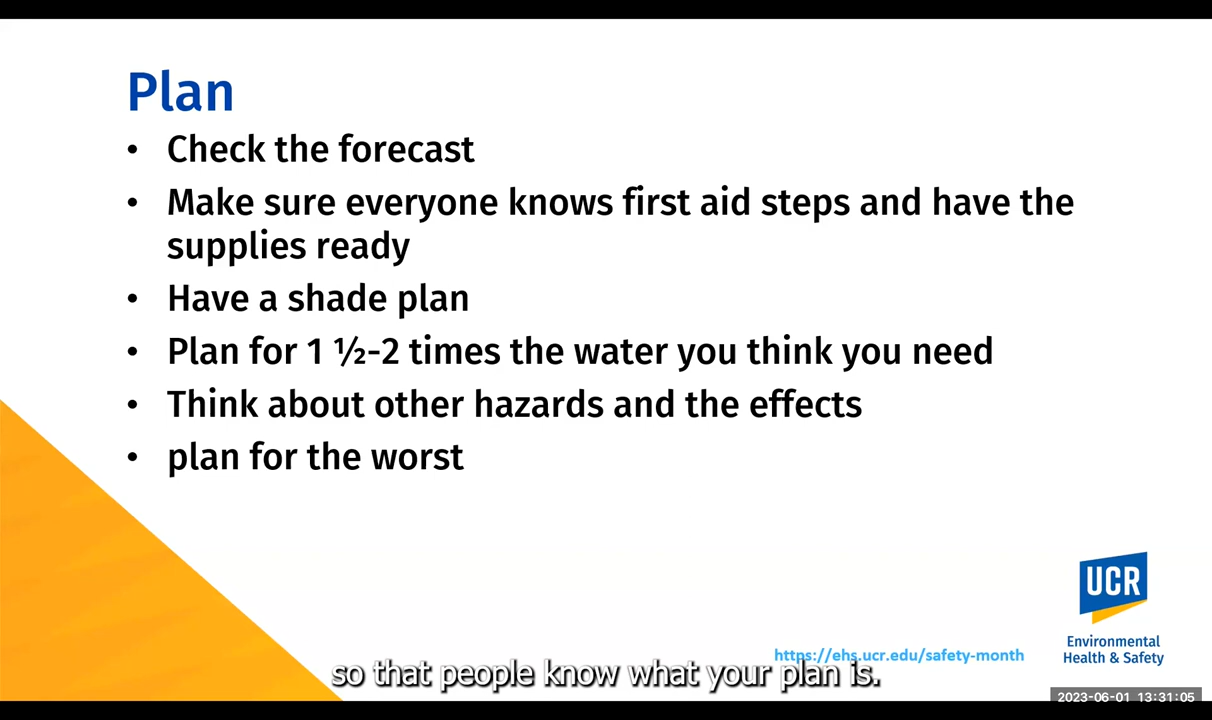 Plan
• Check the forecast
• Make sure everyone knows first aid steps and have the
supplies ready
• Have a shade plan
• Plan for 1 ½-2 times the water you think you need
• Think about other hazards and the effects
• plan for the worst
UCR
Environmental
Health & Safety
https://ehs.ucr.edu/safety-month
so that people know what your plan is.
2023-06-01 13:31:05